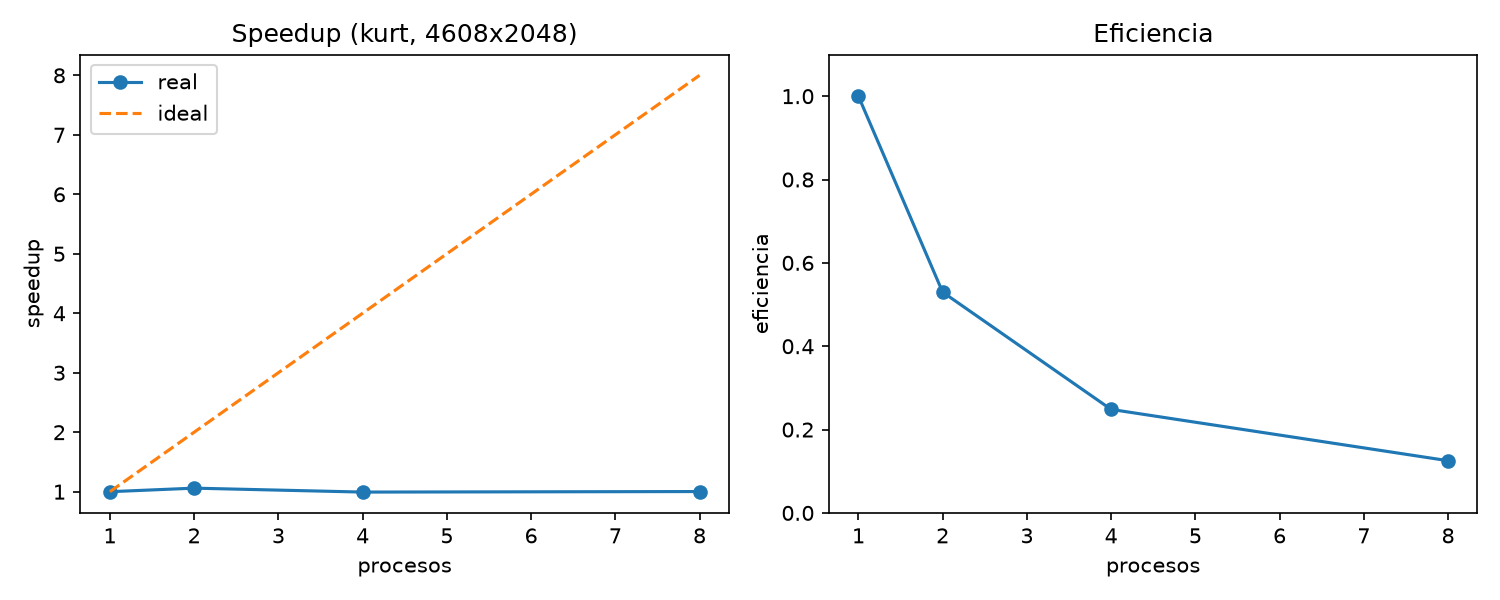 Speedup (kurt, 4608x2048)
real
ideal
8
7
6
5
4
3
2
1
speedup
1 2 3 4 5 6 7 8
procesos
Eficiencia
1.0
0.8
0.6
0.4
0.2
0.0
eficiencia
1 2 3 4 5 6 7 8
procesos